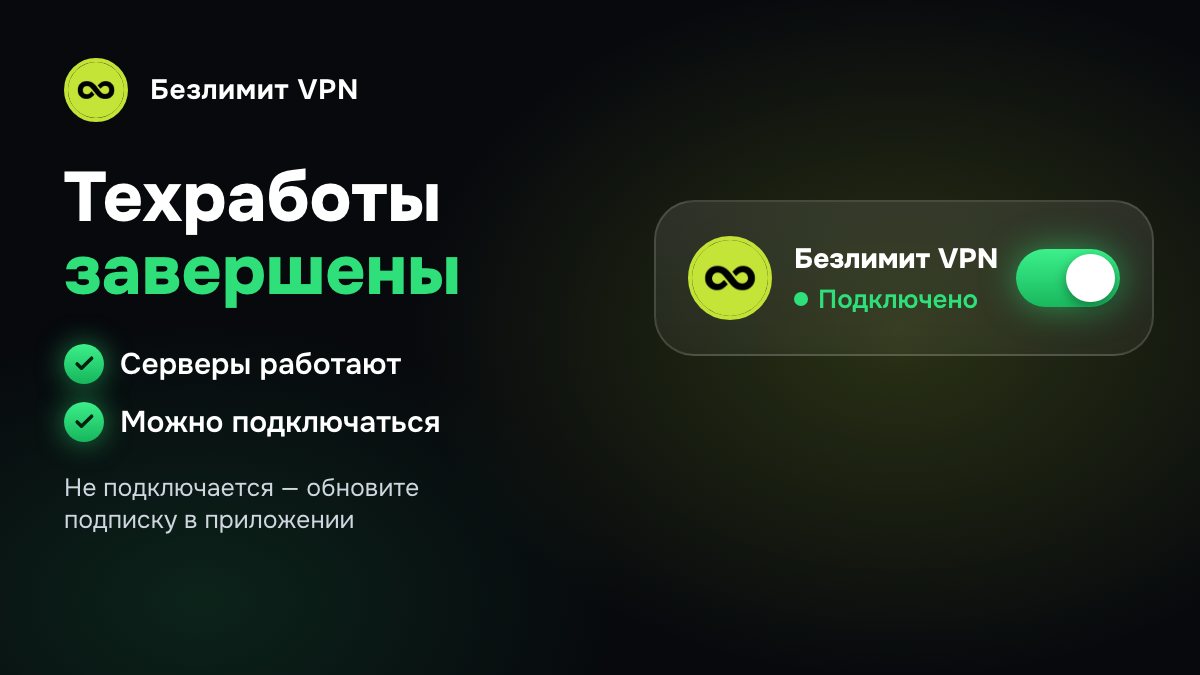 Безлимит VPN
Техработы
завершены
Серверы работают
Можно подключаться
Не подключается — обновите
подписку в приложении
Безлимит VPN
Подключено